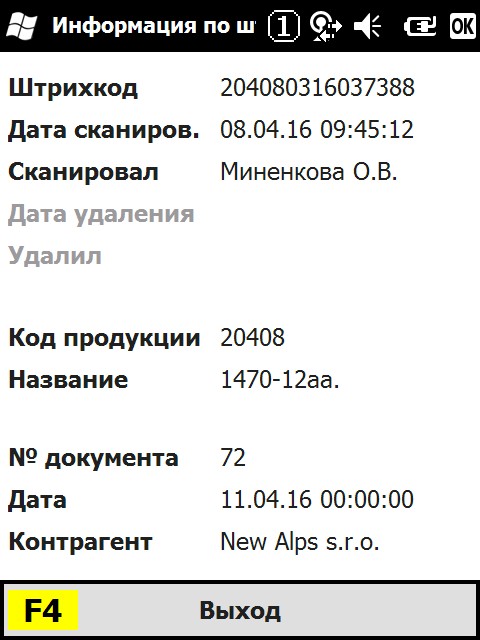 Информация по шт
1
OK
Штрихкод 204080316037388
Дата сканиров. 08.04.16 09:45:12
Сканировал Миненкова О.В.
Дата удаления
Удалил
Код продукции 20408
Название 1470-12аа.
№ документа 72
Дата 11.04.16 00:00:00
Контрагент New Alps s.r.o.
F4 Выход